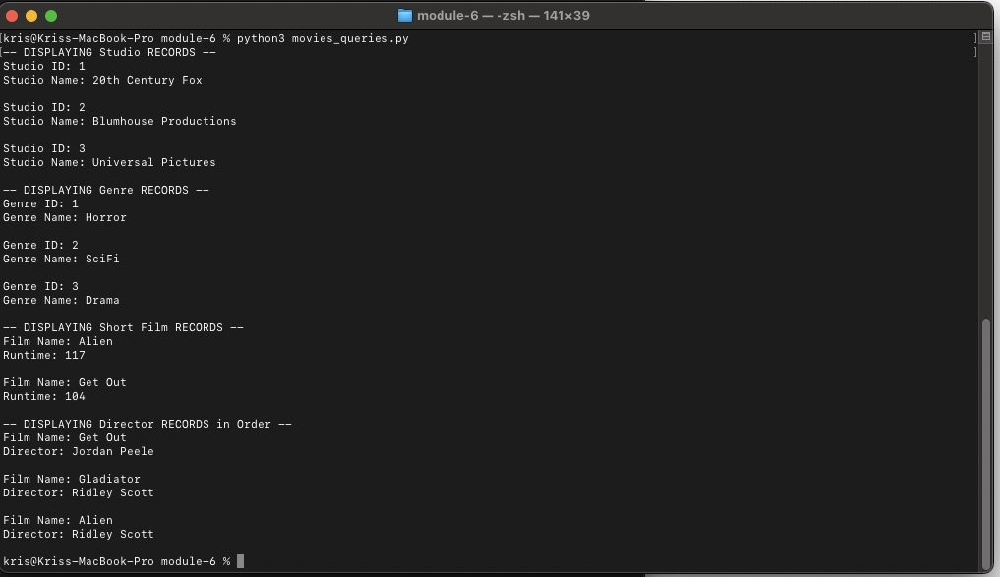 module-6 — -zsh — 141×39
[kris@Kriss-MacBook-Pro module-6 % python3 movies_queries.py ]
[-- DISPLAYING Studio RECORDS -- ]
Studio ID: 1
Studio Name: 20th Century Fox
Studio ID: 2
Studio Name: Blumhouse Productions
Studio ID: 3
Studio Name: Universal Pictures
-- DISPLAYING Genre RECORDS --
Genre ID: 1
Genre Name: Horror
Genre ID: 2
Genre Name: SciFi
Genre ID: 3
Genre Name: Drama
-- DISPLAYING Short Film RECORDS --
Film Name: Alien
Runtime: 117
Film Name: Get Out
Runtime: 104
-- DISPLAYING Director RECORDS in Order --
Film Name: Get Out
Director: Jordan Peele
Film Name: Gladiator
Director: Ridley Scott
Film Name: Alien
Director: Ridley Scott
kris@Kriss-MacBook-Pro module-6 %